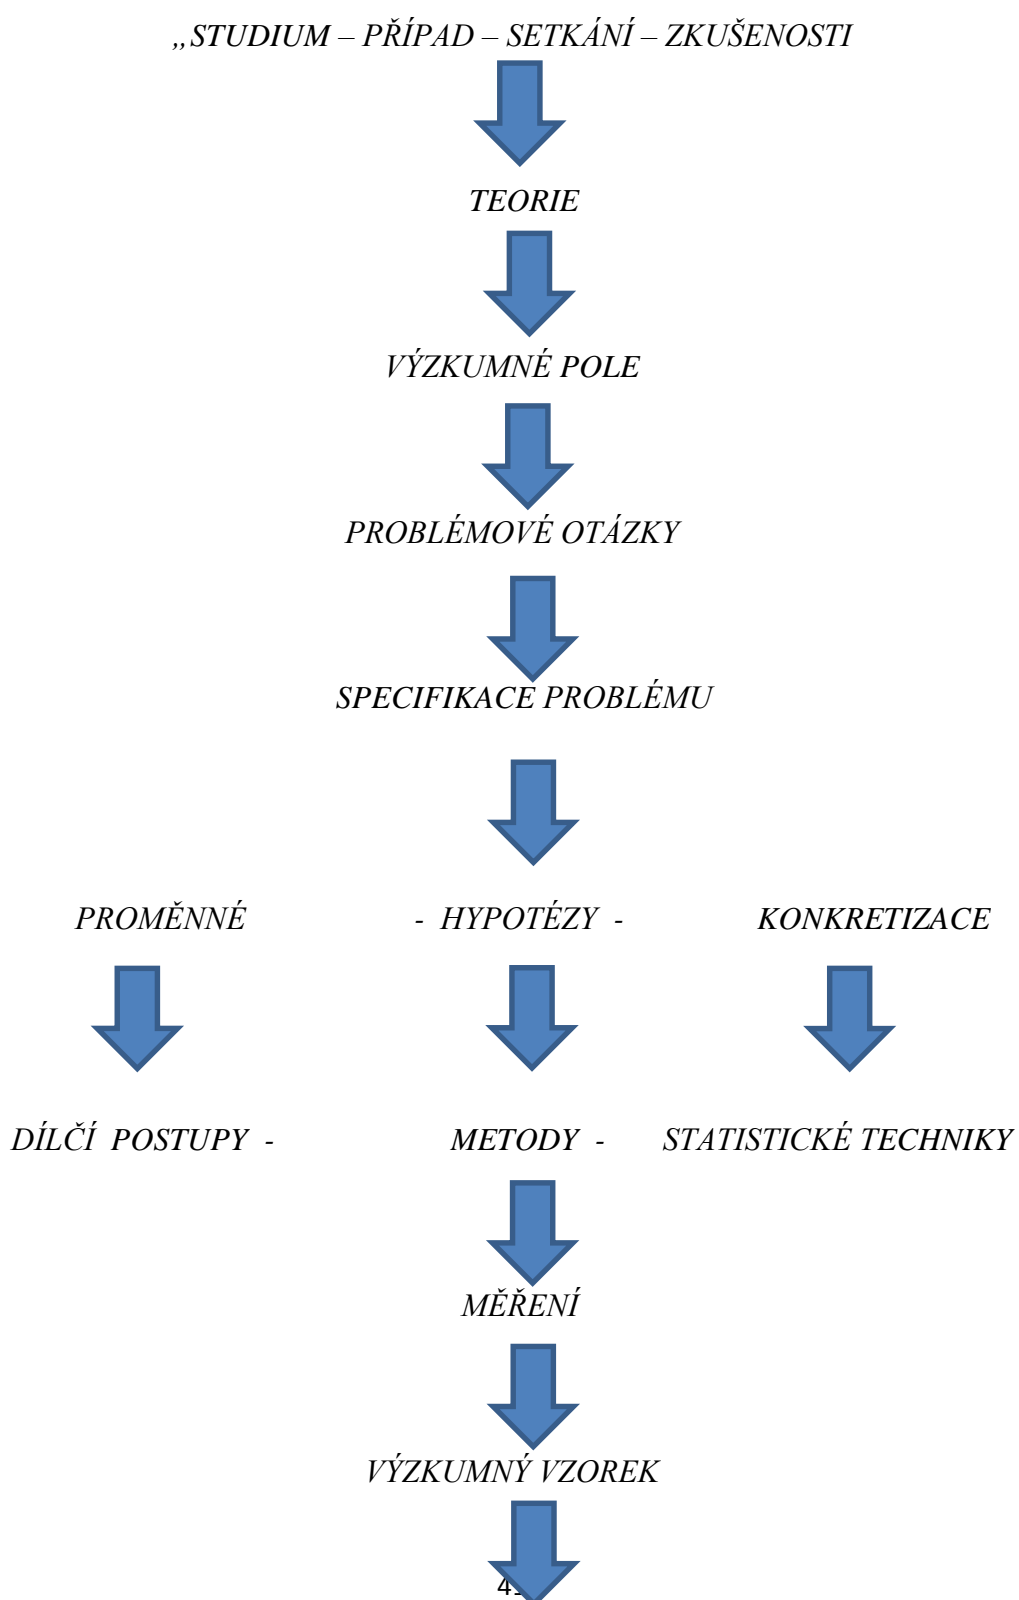 „STUDIUM – PŘÍPAD – SETKÁNÍ – ZKUŠENOSTI
TEORIE
VÝZKUMNÉ POLE
PROBLÉMOVÉ OTÁZKY
SPECIFIKACE PROBLÉMU
PROMĚNNÉ - HYPOTÉZY - KONKRETIZACE
DÍLČÍ POSTUPY - METODY - STATISTICKÉ TECHNIKY
MĚŘENÍ
VÝZKUMNÝ VZOREK